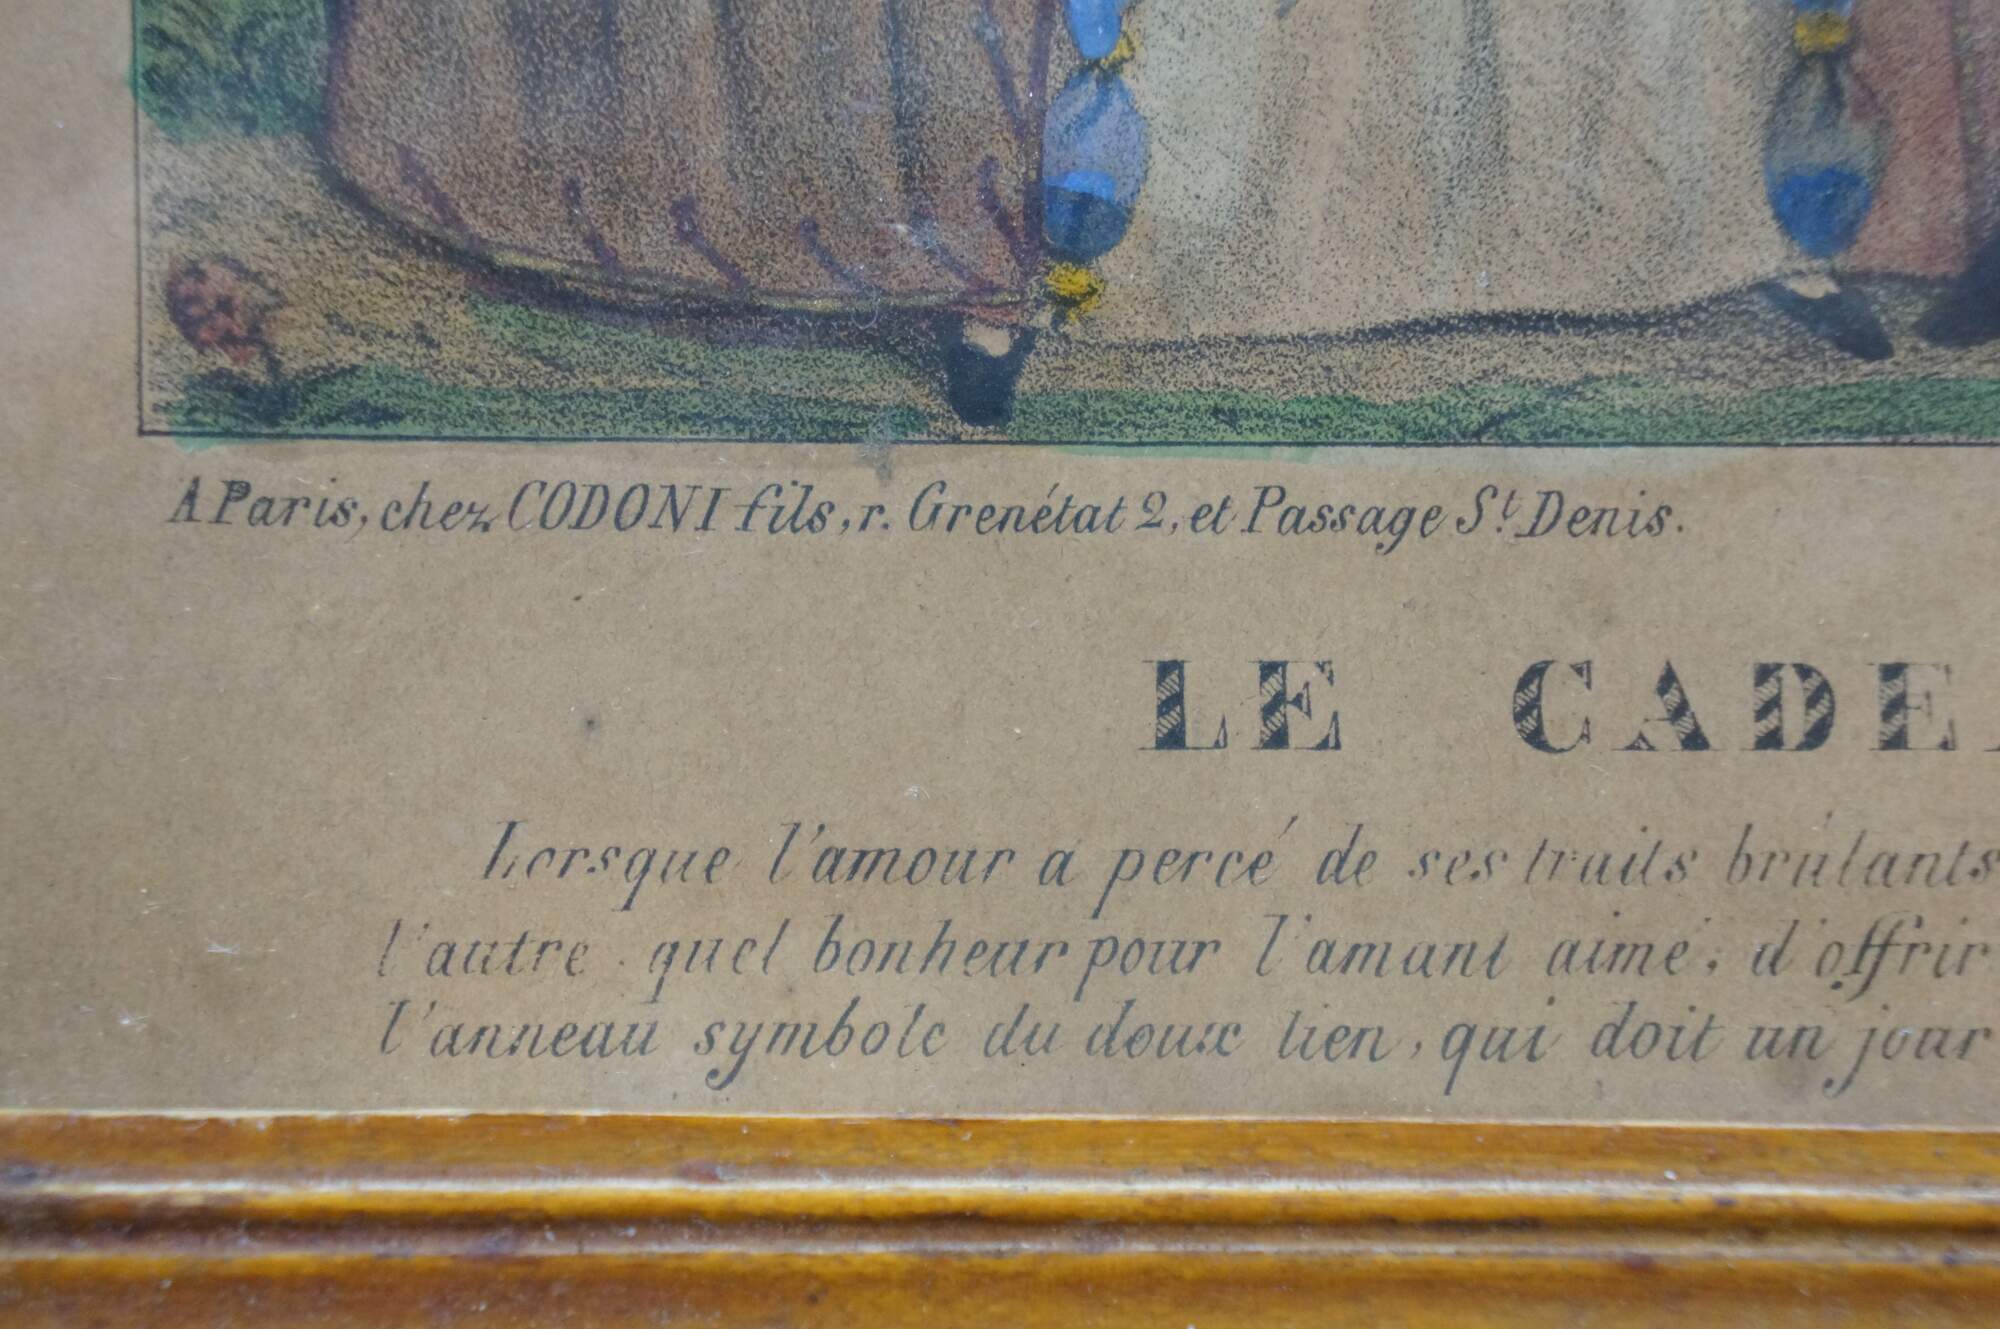 A Paris, chez CODONI fils, r. Grenétat 2, et Passage St. Denis.
LE CADE
Lorsque l'amour a percé de ses traits brûlants
l'autre quel bonheur pour l'amant aimé, d'offrir
l'anneau symbole du doux lien, qui doit un jour